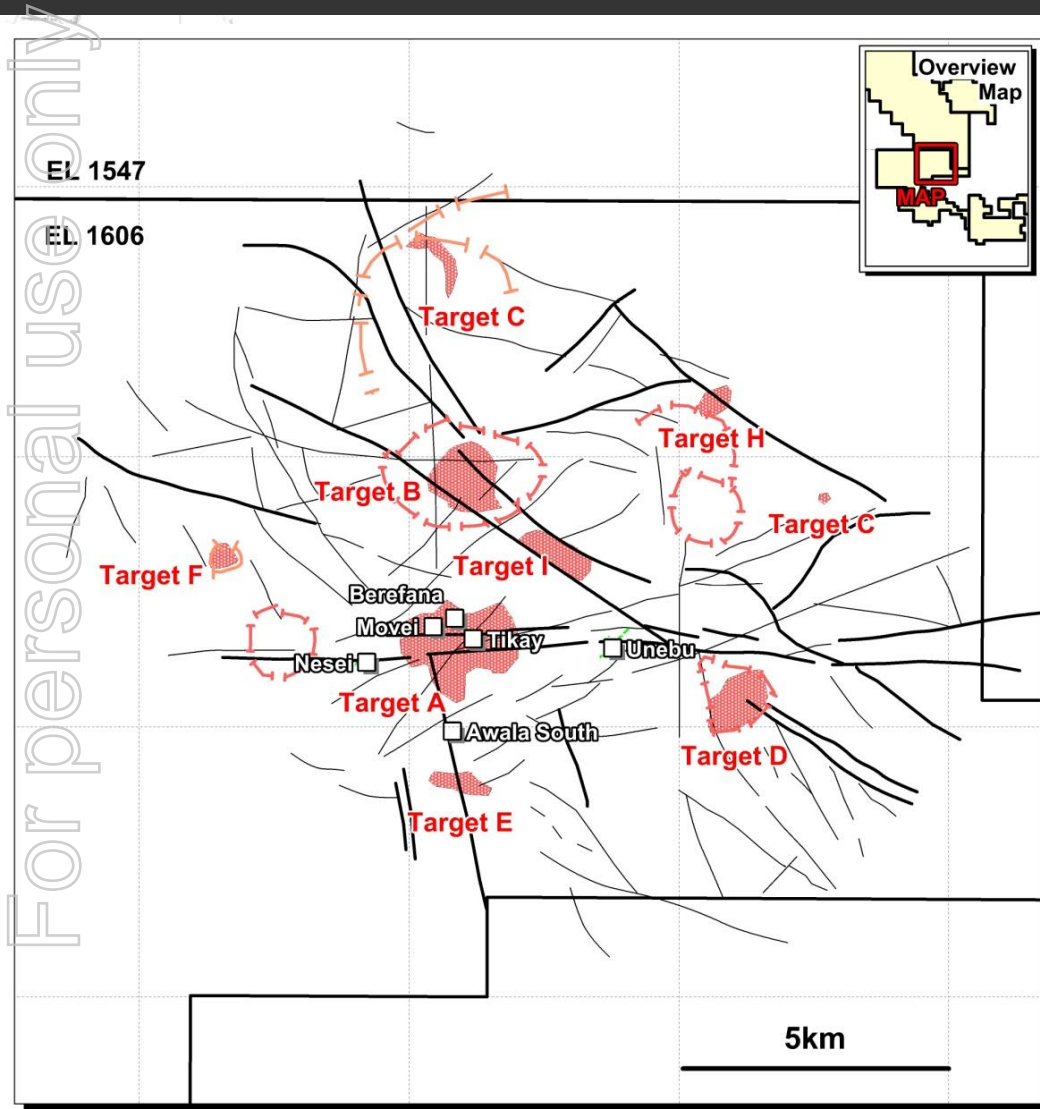 For personal use only
Overview
Map
MAP
EL 1547
EL 1606
Target C
Target H
Target B
Target C
Target I
Target F
Berefana
Movei
Tikay
Unebu
Nesei
Target A
Awala South
Target D
Target E
5km